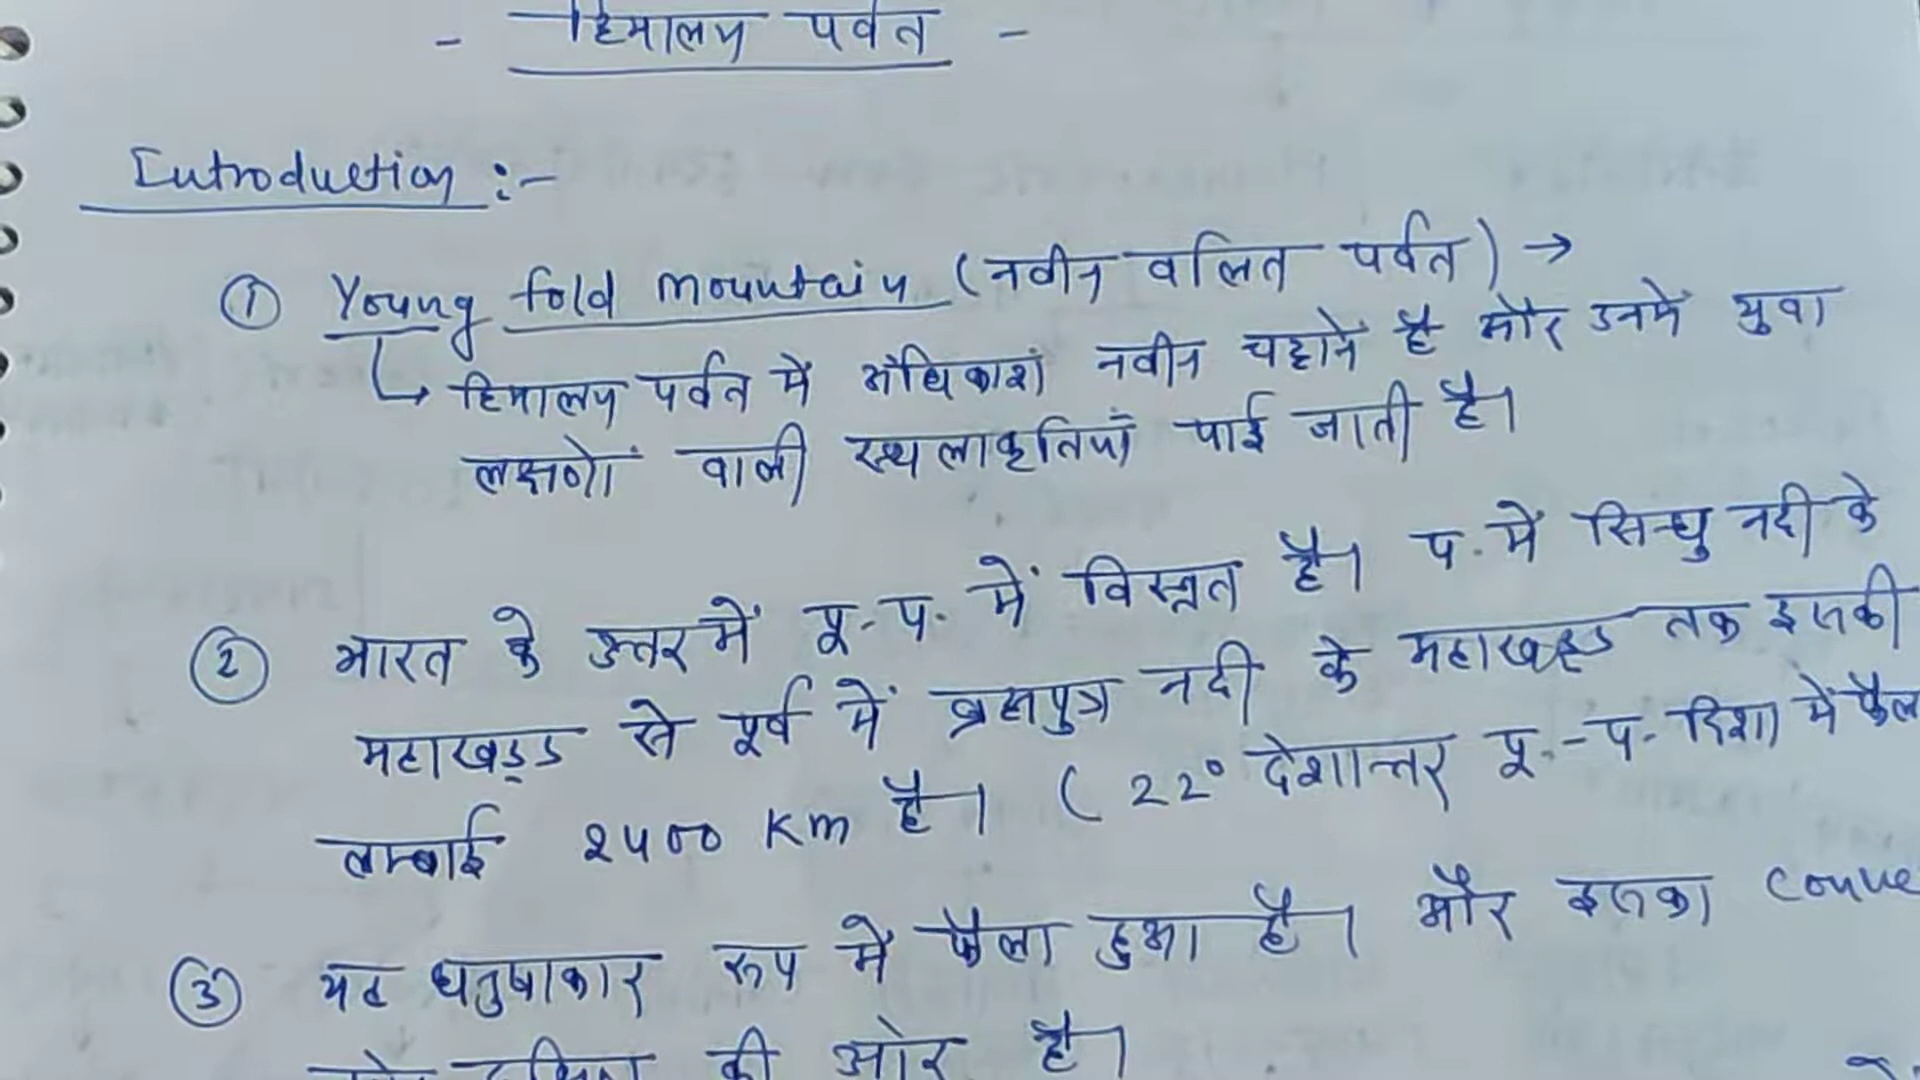 - हिमालय पर्वत -
Introduction :-
① Young fold mountain (नवीन वलित पर्वत) →
↳ हिमालय पर्वत में अधिकाशं नवीन चट्टाने है और उनमें युवा
लक्षणों वाली स्थलाकृतियाँ पाई जाती है।
② भारत के उत्तर में पू.-प. में विस्तृत है। प. में सिन्धु नदी के
महाखड्ड से पूर्व में ब्रह्मपुत्र नदी के महाखड्ड तक इसकी
लम्बाई 2400 Km है। ( 22° देशान्तर पू.-प. दिशा में फैल
③ यह धनुषाकार रूप में फैला हुआ है। और इसका Conve
की ओर है।